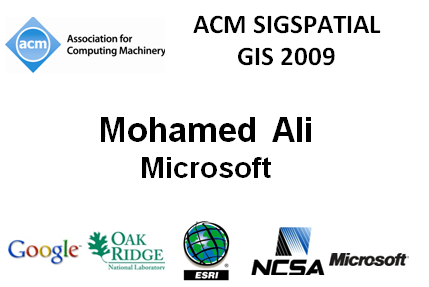 acm
Association for
Computing Machinery
ACM SIGSPATIAL
GIS 2009
Mohamed Ali
Microsoft
Google™
OAK
RIDGE
National Laboratory
ESRI
NCSA
Microsoft®